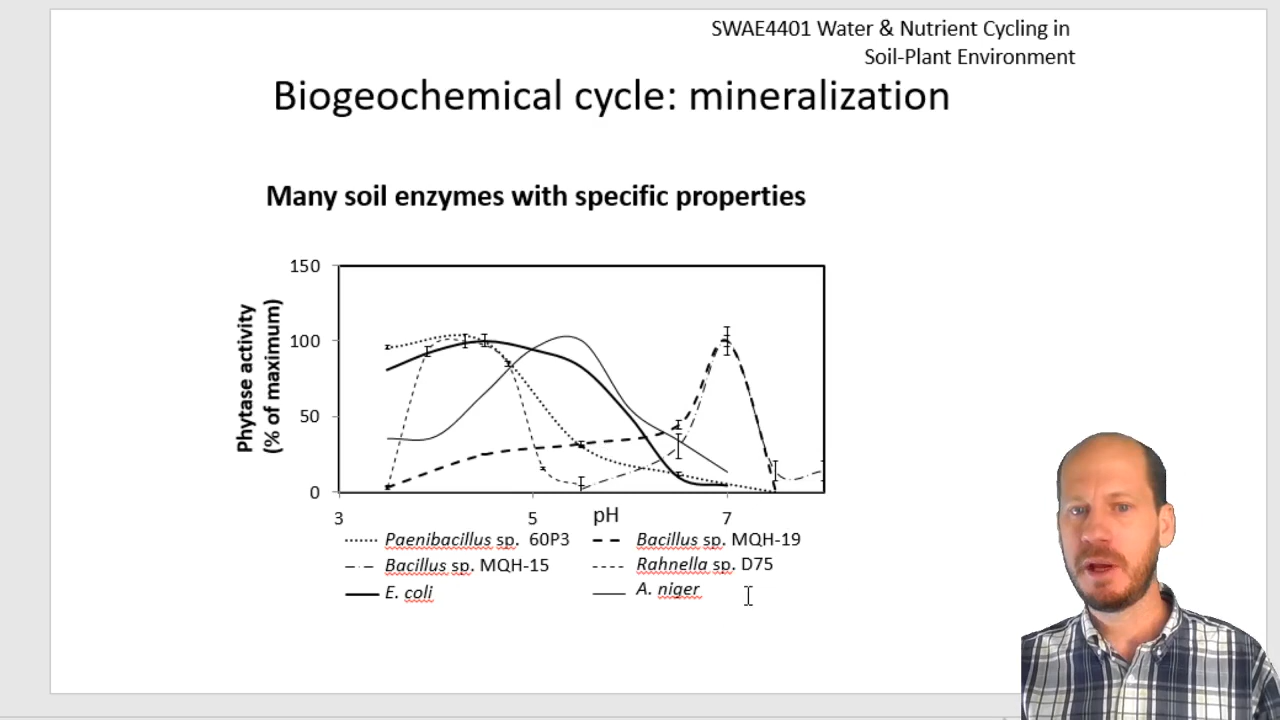 SWAE4401 Water & Nutrient Cycling in
Soil-Plant Environment
Biogeochemical cycle: mineralization
Many soil enzymes with specific properties
Phytase activity
(% of maximum)
150
100
50
0
3
5
7
pH
Paenibacillus sp. 60P3
Bacillus sp. MQH-19
Bacillus sp. MQH-15
Rahnella sp. D75
E. coli
A. niger